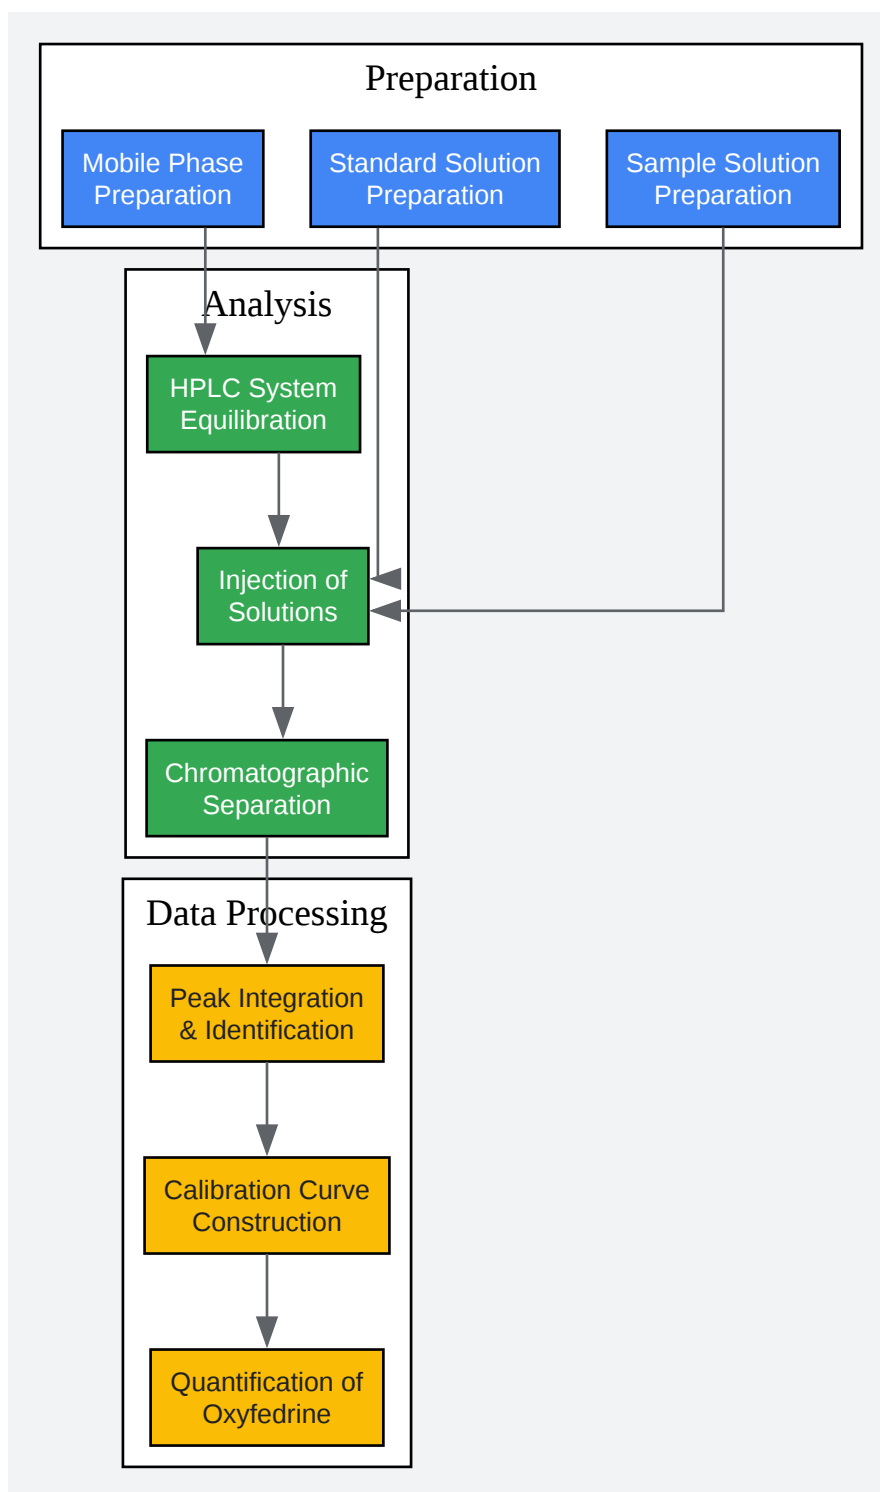 Preparation
Mobile Phase
Preparation
Standard Solution
Preparation
Sample Solution
Preparation
Analysis
HPLC System
Equilibration
Injection of
Solutions
Chromatographic
Separation
Data Processing
Peak Integration
& Identification
Calibration Curve
Construction
Quantification of
Oxyfedrine